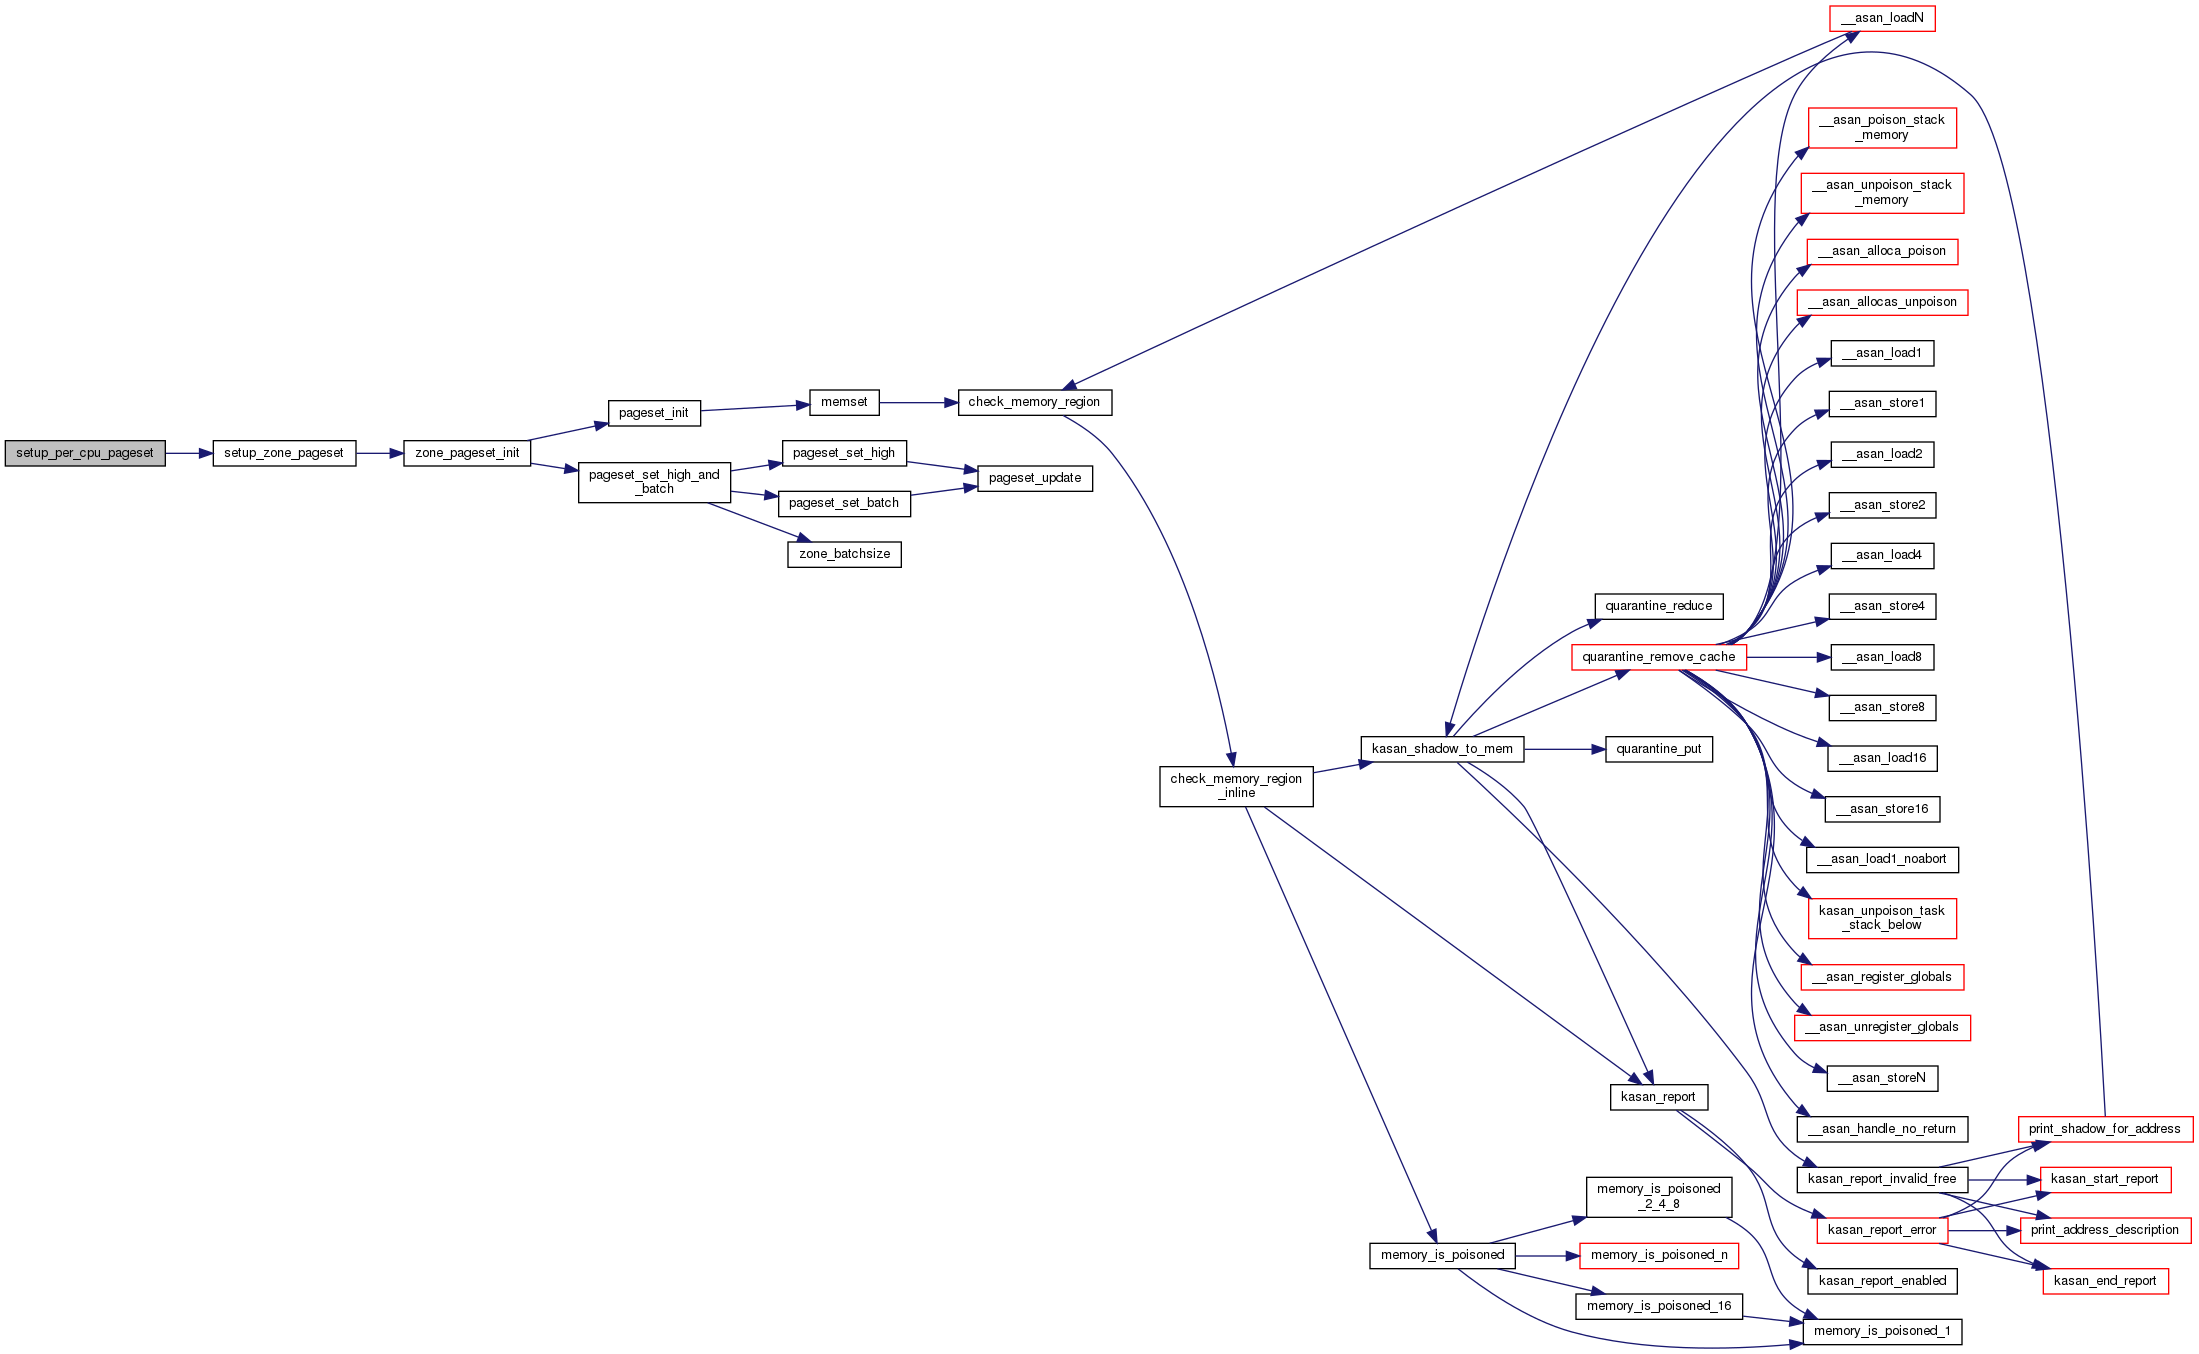 setup_per_cpu_pageset
setup_zone_pageset
zone_pageset_init
pageset_init
pageset_set_high_and
_batch
memset
pageset_set_high
pageset_set_batch
zone_batchsize
check_memory_region
pageset_update
check_memory_region
_inline
kasan_shadow_to_mem
memory_is_poisoned
quarantine_reduce
quarantine_remove_cache
quarantine_put
kasan_report
memory_is_poisoned
_2_4_8
memory_is_poisoned_n
memory_is_poisoned_16
__asan_loadN
__asan_poison_stack
_memory
__asan_unpoison_stack
_memory
__asan_alloca_poison
__asan_allocas_unpoison
__asan_load1
__asan_store1
__asan_load2
__asan_store2
__asan_load4
__asan_store4
__asan_load8
__asan_store8
__asan_load16
__asan_store16
__asan_load1_noabort
kasan_unpoison_task
_stack_below
__asan_register_globals
__asan_unregister_globals
__asan_storeN
__asan_handle_no_return
kasan_report_invalid_free
kasan_report_error
kasan_report_enabled
memory_is_poisoned_1
print_shadow_for_address
kasan_start_report
print_address_description
kasan_end_report